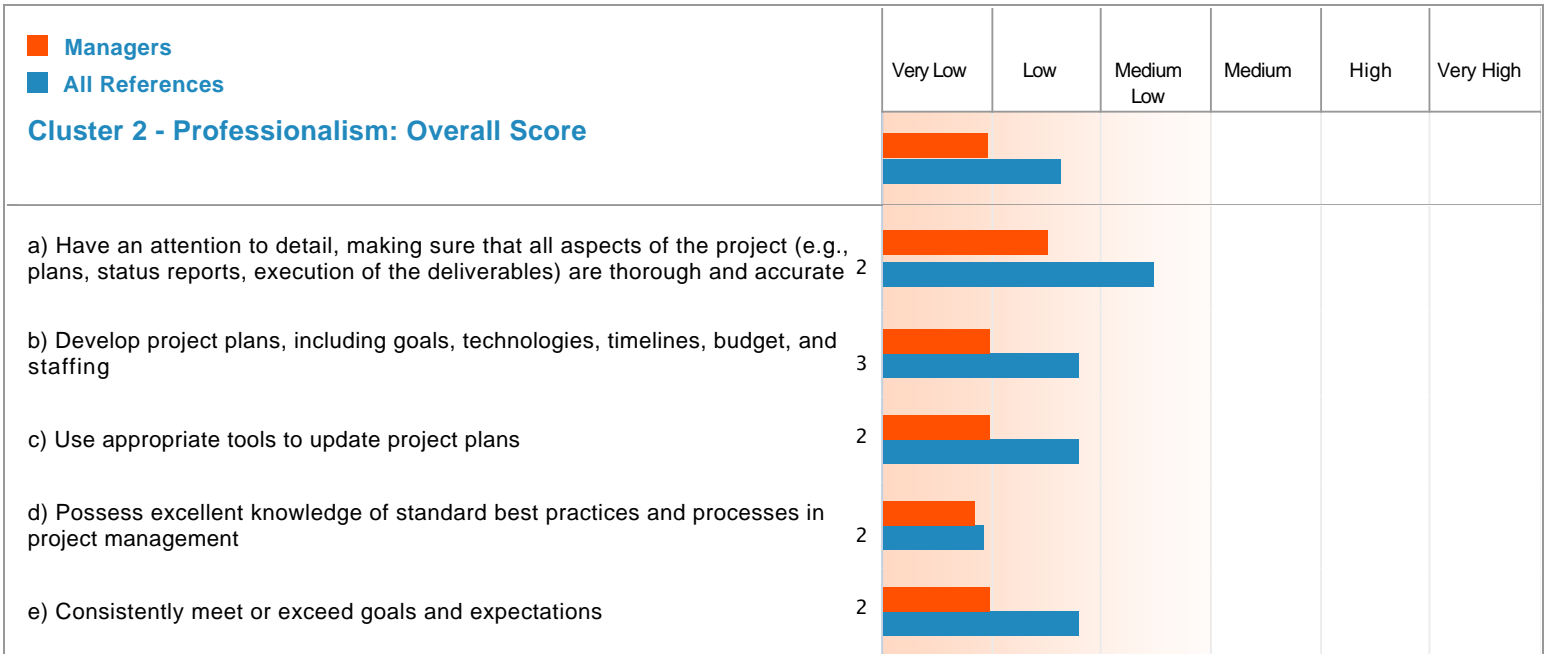 Managers
All References
Cluster 2 - Professionalism: Overall Score
Very Low
Low
Medium
Low
Medium
High
Very High
a) Have an attention to detail, making sure that all aspects of the project (e.g.,
plans, status reports, execution of the deliverables) are thorough and accurate 2
b) Develop project plans, including goals, technologies, timelines, budget, and
staffing 3
c) Use appropriate tools to update project plans 2
d) Possess excellent knowledge of standard best practices and processes in
project management 2
e) Consistently meet or exceed goals and expectations 2